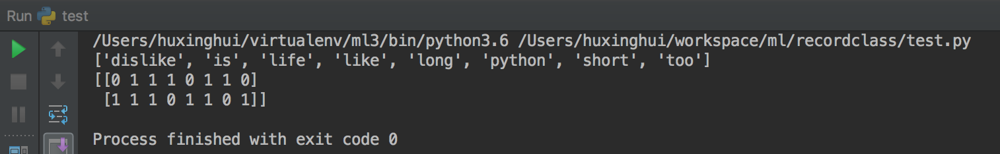 Run test
/Users/huxinghui/virtualenv/ml3/bin/python3.6 /Users/huxinghui/workspace/ml/recordclass/test.py
['dislike', 'is', 'life', 'like', 'long', 'python', 'short', 'too']
[[0 1 1 1 0 1 1 0]
 [1 1 1 0 1 1 0 1]]
Process finished with exit code 0